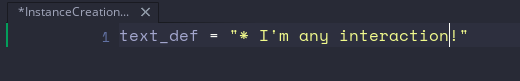 *InstanceCreation... ×
1 text_def = "* I'm any interaction!"